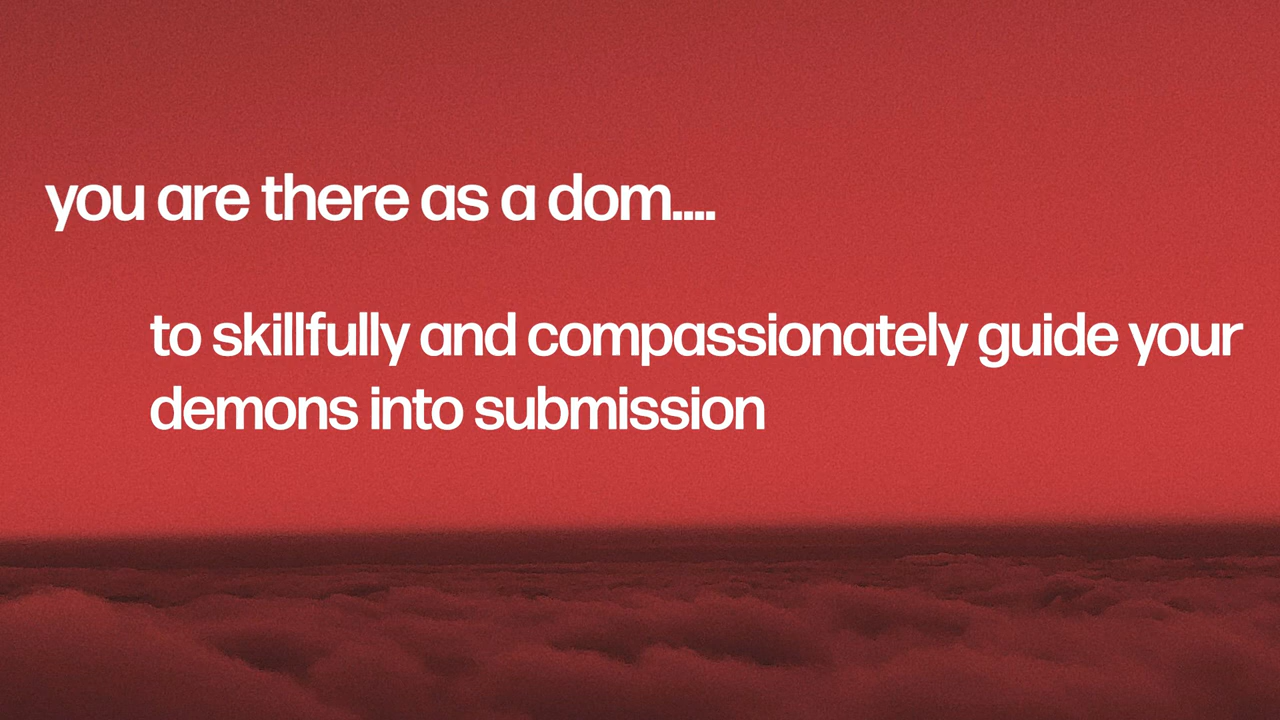 you are there as a dom....
to skillfully and compassionately guide your
demons into submission